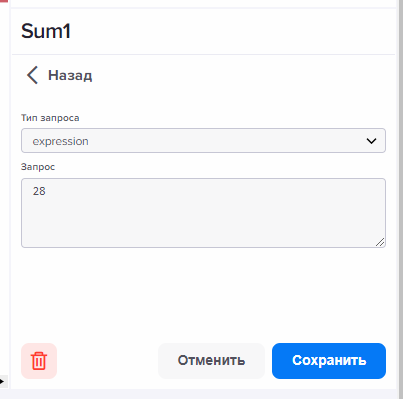 Sum1
Назад
Тип запроса
expression
Запрос
28
Отменить
Сохранить